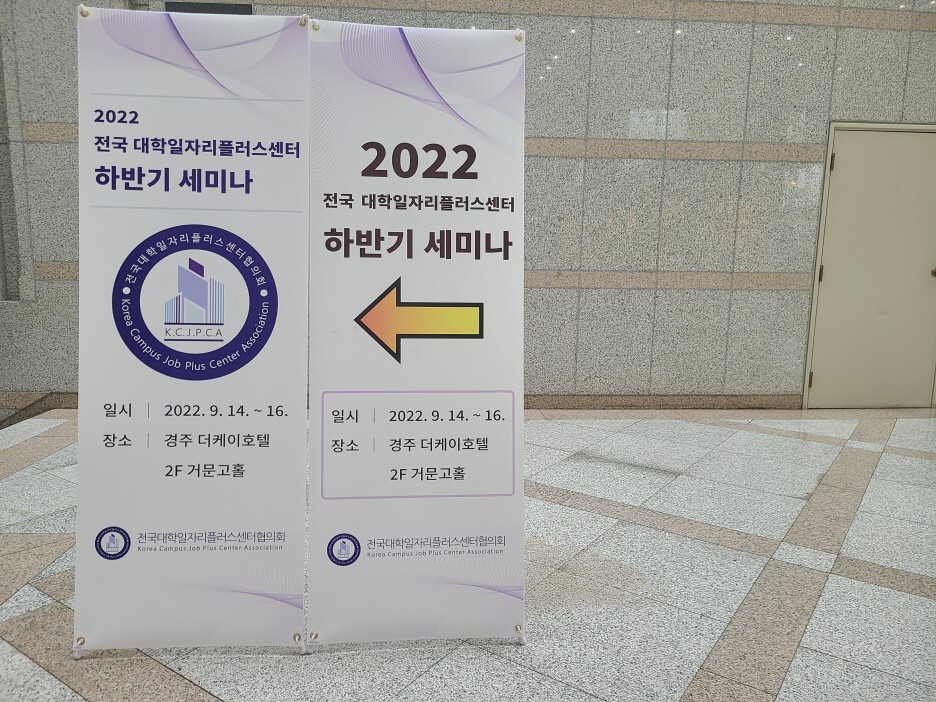 2022
전국 대학일자리플러스센터
하반기 세미나
전국대학일자리플러스센터협의회
K.C.J.P.C.A
Korea Campus Job Plus Center Association
일시 | 2022. 9. 14. ~ 16.
장소 | 경주 더케이호텔
2F 거문고홀
전국대학일자리플러스센터협의회
Korea Campus Job Plus Center Association
2022
전국 대학일자리플러스센터
하반기 세미나
일시 | 2022. 9. 14. ~ 16.
장소 | 경주 더케이호텔
2F 거문고홀
전국대학일자리플러스센터협의회
Korea Campus Job Plus Center Association